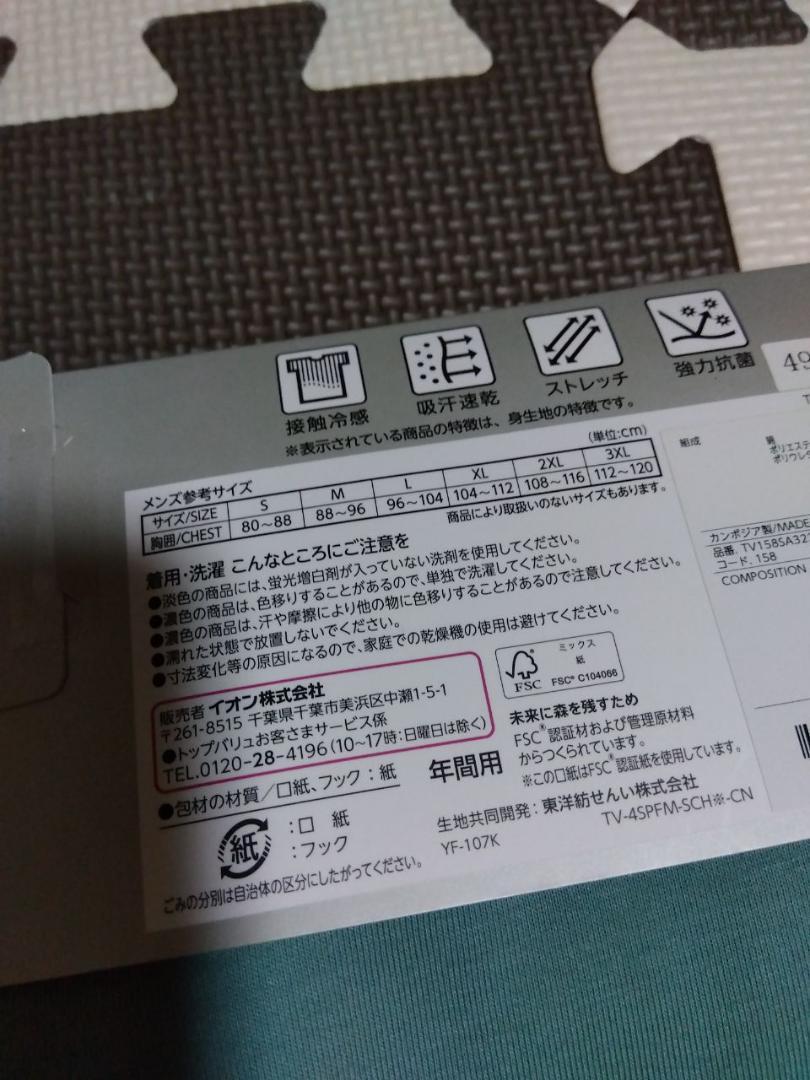 接触冷感
吸汗速乾
ストレッチ
強力抗菌
49
※表示されている商品の特徴は、身生地の特徴です。
メンズ参考サイズ
(単位:cm)
サイズ/SIZE S M L XL 2XL 3XL
胸囲/CHEST 80～88 88～96 96～104 104～112 108～116 112～120
商品により取扱いのないサイズもあります。
着用・洗濯 こんなところにご注意を
●淡色の商品には、蛍光増白剤が入っていない洗剤を使用してください。
●濃色の商品は、色移りすることがあるので、単独で洗濯してください。
●濃色の商品は、汗や摩擦により他の物に色移りすることがあるので注意してください。
●濡れた状態で放置しないでください。
●寸法変化等の原因になるので、家庭での乾燥機の使用は避けてください。
販売者 イオン株式会社
〒261-8515 千葉県千葉市美浜区中瀬1-5-1
●トップバリュお客さまサービス係
TEL.0120-28-4196(10～17時:日曜日は除く)
●包材の材質/口紙、フック:紙
紙
:口 紙
:フック
ごみの分別は自治体の区分にしたがってください。
年間用
FSC
ミックス
紙
FSC® C104066
未来に森を残すため
FSC®認証材および管理原材料
からつくられています。
※この口紙はFSC®認証紙を使用しています。
生地共同開発:東洋紡せんい株式会社
YF-107K
TV-4SPFM-SCH※-CN
組成
ポリエステ
ポリウレタ
カンボジア製/MADE
品番. TV158SA32
コード. 158
COMPOSITION